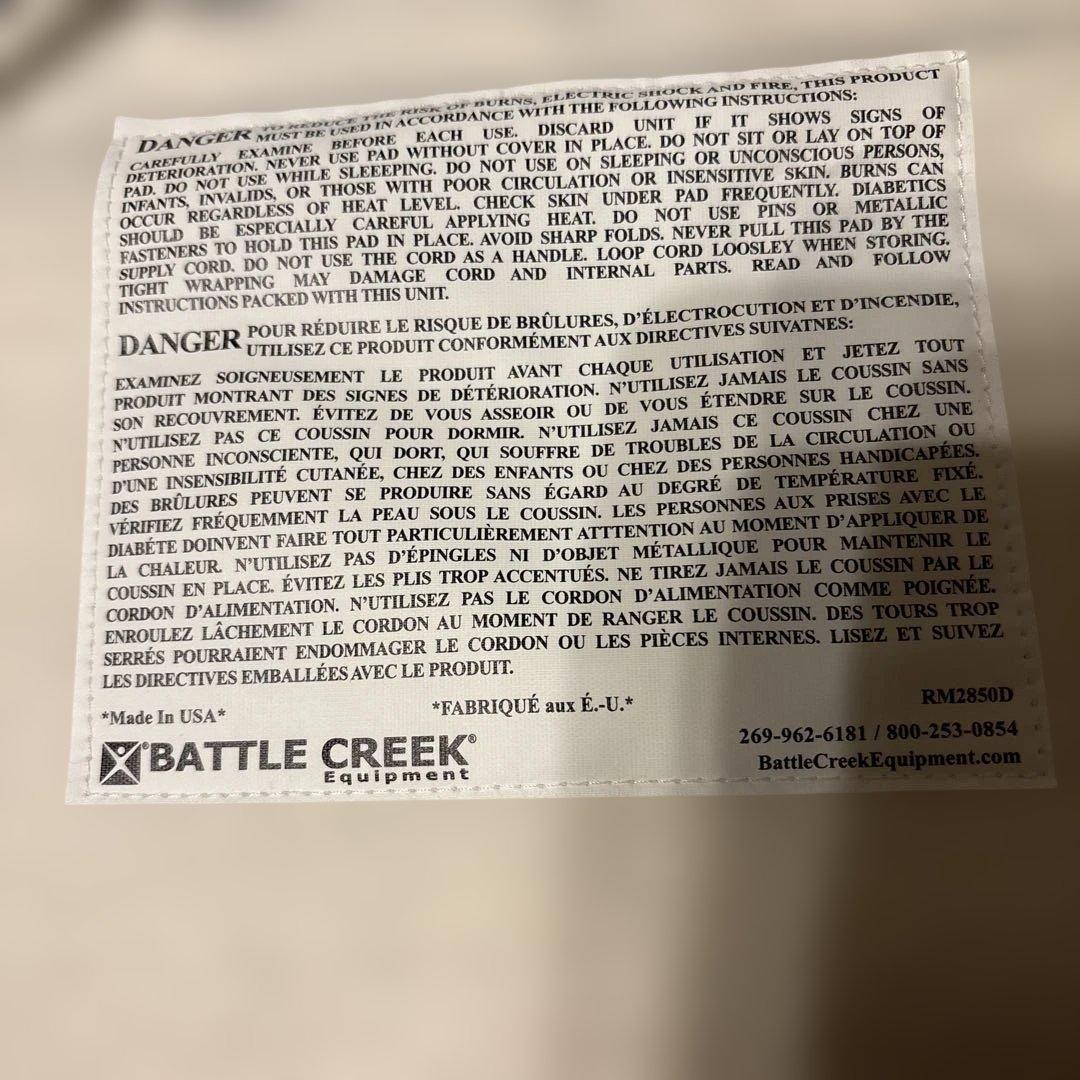 DANGER TO REDUCE THE RISK OF BURNS, ELECTRIC SHOCK AND FIRE, THIS PRODUCT
MUST BE USED IN ACCORDANCE WITH THE FOLLOWING INSTRUCTIONS:
CAREFULLY EXAMINE BEFORE EACH USE. DISCARD UNIT IF IT SHOWS SIGNS OF
DETERIORATION. NEVER USE PAD WITHOUT COVER IN PLACE. DO NOT SIT OR LAY ON TOP OF
PAD. DO NOT USE WHILE SLEEEPING. DO NOT USE ON SLEEPING OR UNCONSCIOUS PERSONS,
INFANTS, INVALIDS, OR THOSE WITH POOR CIRCULATION OR INSENSITIVE SKIN. BURNS CAN
OCCUR REGARDLESS OF HEAT LEVEL. CHECK SKIN UNDER PAD FREQUENTLY. DIABETICS
SHOULD BE ESPECIALLY CAREFUL APPLYING HEAT. DO NOT USE PINS OR METALLIC
FASTENERS TO HOLD THIS PAD IN PLACE. AVOID SHARP FOLDS. NEVER PULL THIS PAD BY THE
SUPPLY CORD. DO NOT USE THE CORD AS A HANDLE. LOOP CORD LOOSLEY WHEN STORING.
TIGHT WRAPPING MAY DAMAGE CORD AND INTERNAL PARTS. READ AND FOLLOW
INSTRUCTIONS PACKED WITH THIS UNIT.
DANGER POUR RÉDUIRE LE RISQUE DE BRÛLURES, D'ÉLECTROCUTION ET D'INCENDIE,
UTILISEZ CE PRODUIT CONFORMÉMENT AUX DIRECTIVES SUIVATNES:
EXAMINEZ SOIGNEUSEMENT LE PRODUIT AVANT CHAQUE UTILISATION ET JETEZ TOUT
PRODUIT MONTRANT DES SIGNES DE DÉTÉRIORATION. N'UTILISEZ JAMAIS LE COUSSIN SANS
SON RECOUVREMENT. ÉVITEZ DE VOUS ASSEOIR OU DE VOUS ÉTENDRE SUR LE COUSSIN.
N'UTILISEZ PAS CE COUSSIN POUR DORMIR. N'UTILISEZ JAMAIS CE COUSSIN CHEZ UNE
PERSONNE INCONSCIENTE, QUI DORT, QUI SOUFFRE DE TROUBLES DE LA CIRCULATION OU
D'UNE INSENSIBILITÉ CUTANÉE, CHEZ DES ENFANTS OU CHEZ DES PERSONNES HANDICAPÉES.
DES BRÛLURES PEUVENT SE PRODUIRE SANS ÉGARD AU DEGRÉ DE TEMPÉRATURE FIXÉ.
VÉRIFIEZ FRÉQUEMMENT LA PEAU SOUS LE COUSSIN. LES PERSONNES AUX PRISES AVEC LE
DIABÉTE DOINVENT FAIRE TOUT PARTICULIÈREMENT ATTTENTION AU MOMENT D'APPLIQUER DE
LA CHALEUR. N'UTILISEZ PAS D'ÉPINGLES NI D'OBJET MÉTALLIQUE POUR MAINTENIR LE
COUSSIN EN PLACE. ÉVITEZ LES PLIS TROP ACCENTUÉS. NE TIREZ JAMAIS LE COUSSIN PAR LE
CORDON D'ALIMENTATION. N'UTILISEZ PAS LE CORDON D'ALIMENTATION COMME POIGNÉE.
ENROULEZ LÂCHEMENT LE CORDON AU MOMENT DE RANGER LE COUSSIN. DES TOURS TROP
SERRÉS POURRAIENT ENDOMMAGER LE CORDON OU LES PIÈCES INTERNES. LISEZ ET SUIVEZ
LES DIRECTIVES EMBALLÉES AVEC LE PRODUIT.
*Made In USA* *FABRIQUÉ aux É.-U.* RM2850D
269-962-6181 / 800-253-0854
BATTLE CREEK®
Equipment
BattleCreekEquipment.com